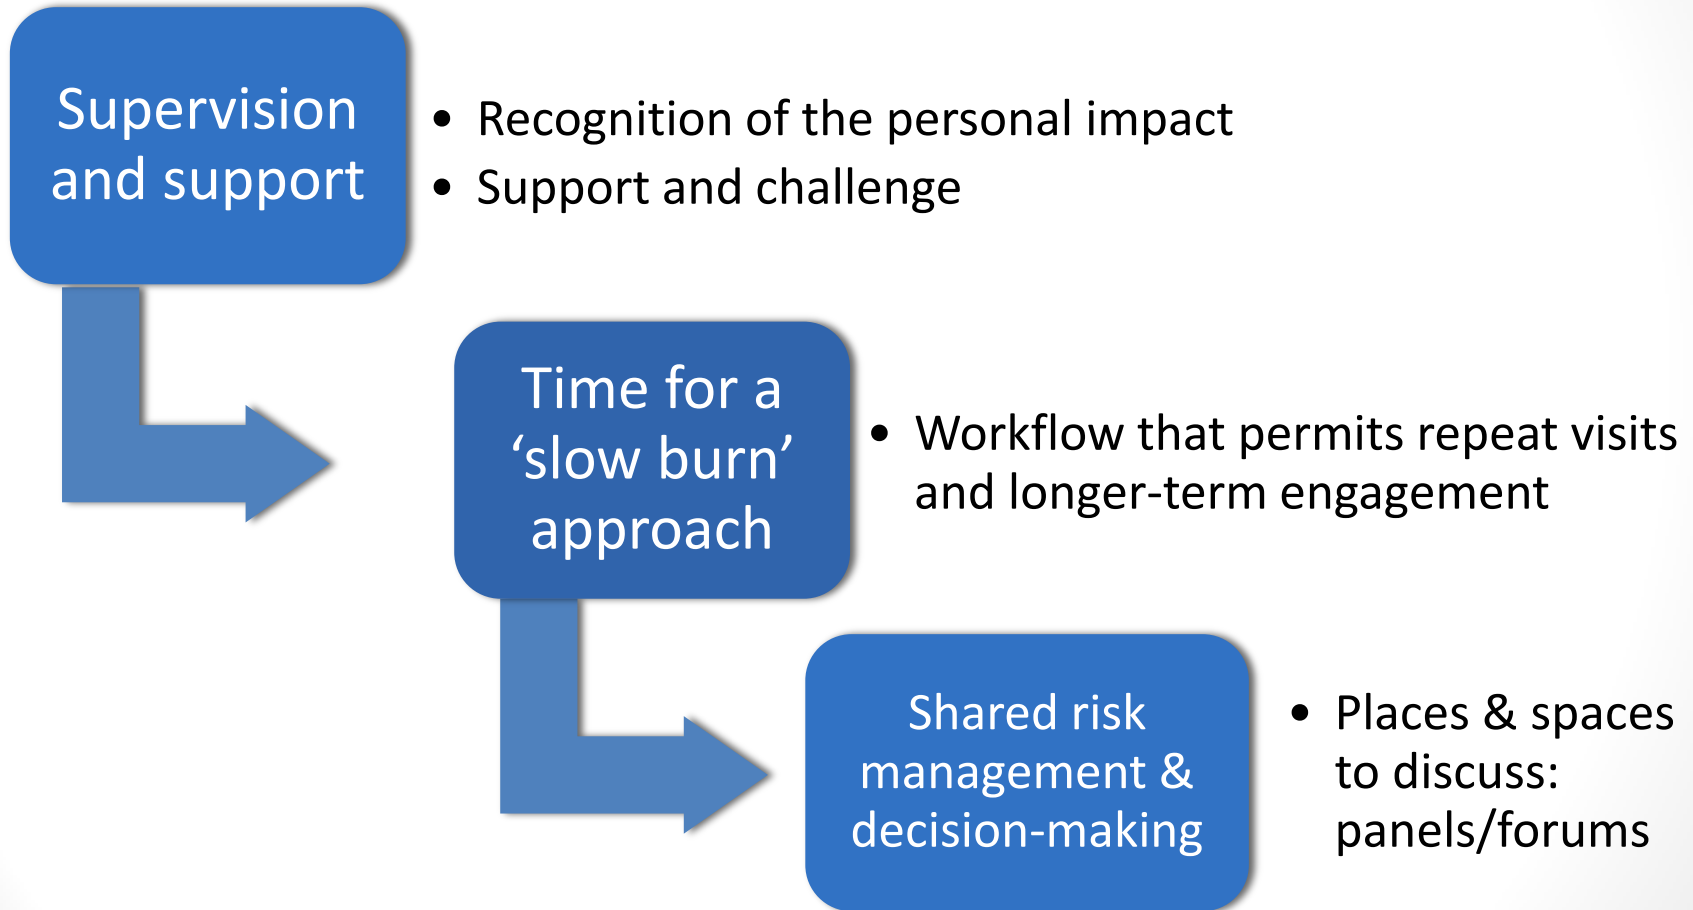 Supervision
and support
• Recognition of the personal impact
• Support and challenge
Time for a
‘slow burn’
approach
• Workflow that permits repeat visits
and longer-term engagement
Shared risk
management &
decision-making
• Places & spaces
to discuss:
panels/forums